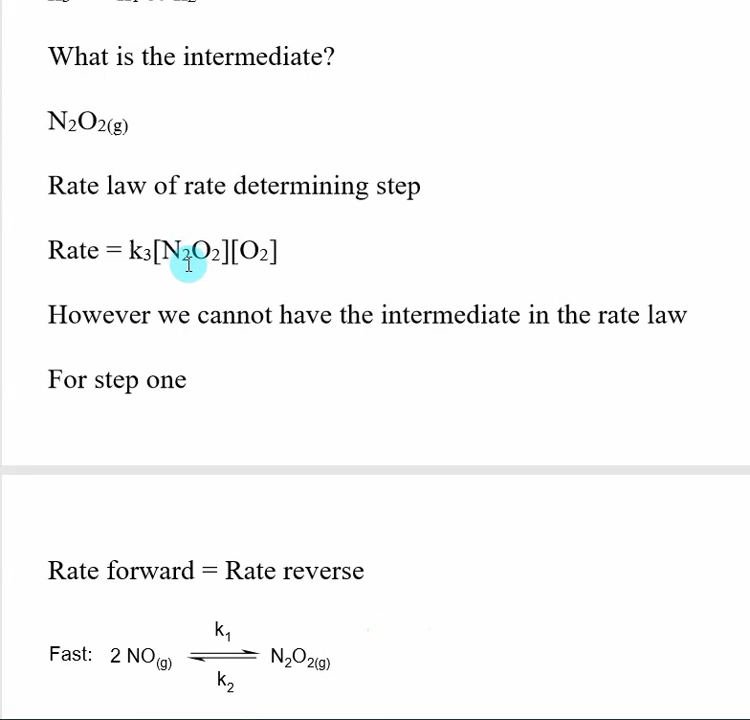 What is the intermediate?
N₂O₂(g)
Rate law of rate determining step
Rate = k₃[N₂O₂][O₂]
However we cannot have the intermediate in the rate law
For step one
Rate forward = Rate reverse
k₁
Fast: 2 NO(g) ⇌ N₂O₂(g)
k₂